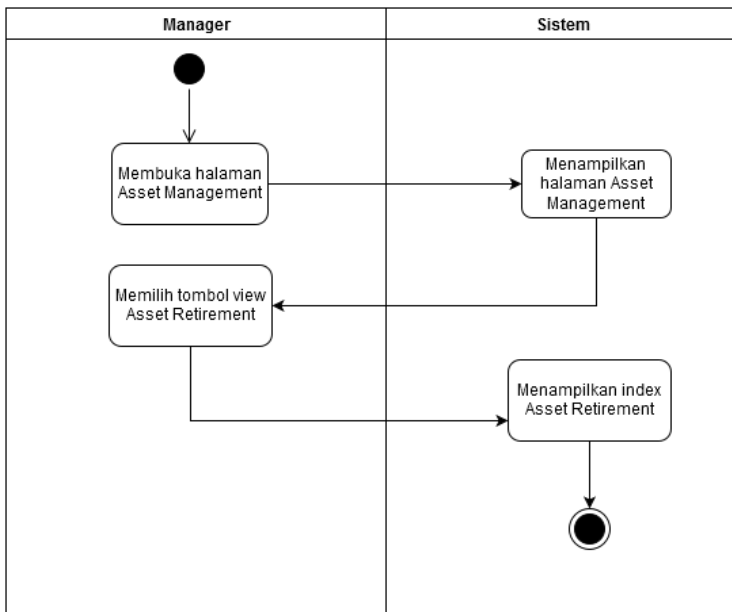 Manager
Sistem
Membuka halaman
Asset Management
Menampilkan
halaman Asset
Management
Memilih tombol view
Asset Retirement
Menampilkan index
Asset Retirement